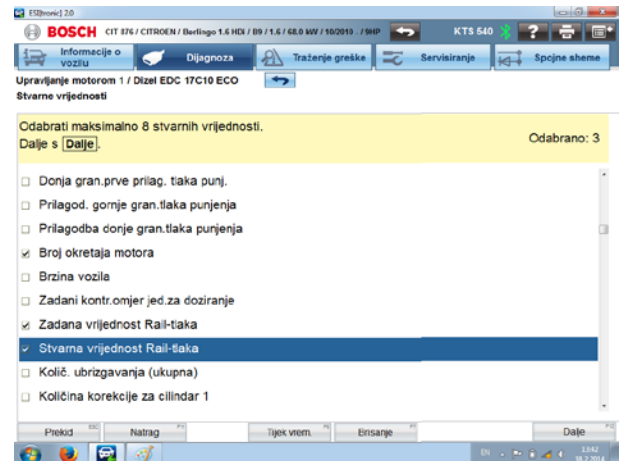 ESI[tronic] 2.0
BOSCH CIT 876 / CITROEN / Berlingo 1.6 HDi / B9 / 1.6 / 68.0 kW / 10/2010 - / 9HP KTS 540
Informacije o vozilu Dijagnoza Traženje greške Servisiranje Spojne sheme
Upravljanje motorom 1 / Dizel EDC 17C10 ECO
Stvarne vrijednosti
Odabrati maksimalno 8 stvarnih vrijednosti.
Dalje s Dalje.
Odabrano: 3
Donja gran.prve prilag. tlaka punj.
Prilagod. gornje gran.tlaka punjenja
Prilagodba donje gran.tlaka punjenja
Broj okretaja motora
Brzina vozila
Zadani kontr.omjer jed.za doziranje
Zadana vrijednost Rail-tlaka
Stvarna vrijednost Rail-tlaka
Količ. ubrizgavanja (ukupna)
Količina korekcije za cilindar 1
Prekid ESC Natrag Tijek vrem. Brisanje Dalje F12
EN 13:42